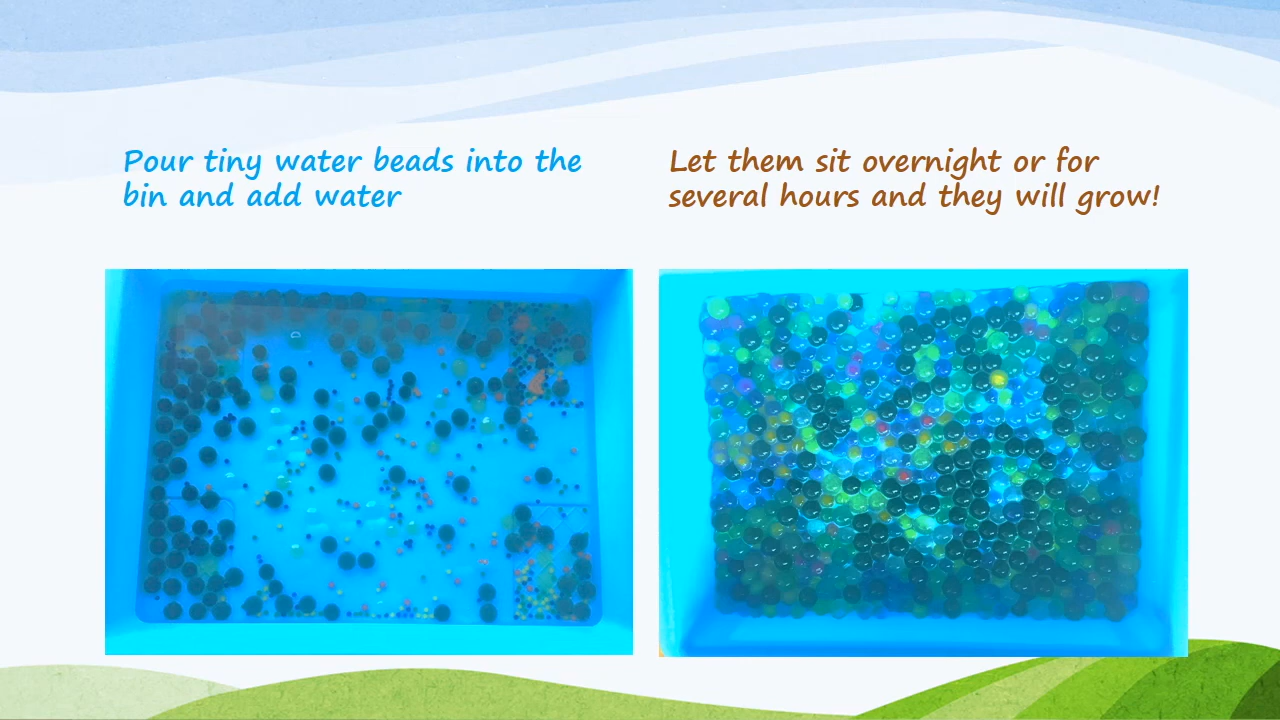 Pour tiny water beads into the
bin and add water
Let them sit overnight or for
several hours and they will grow!